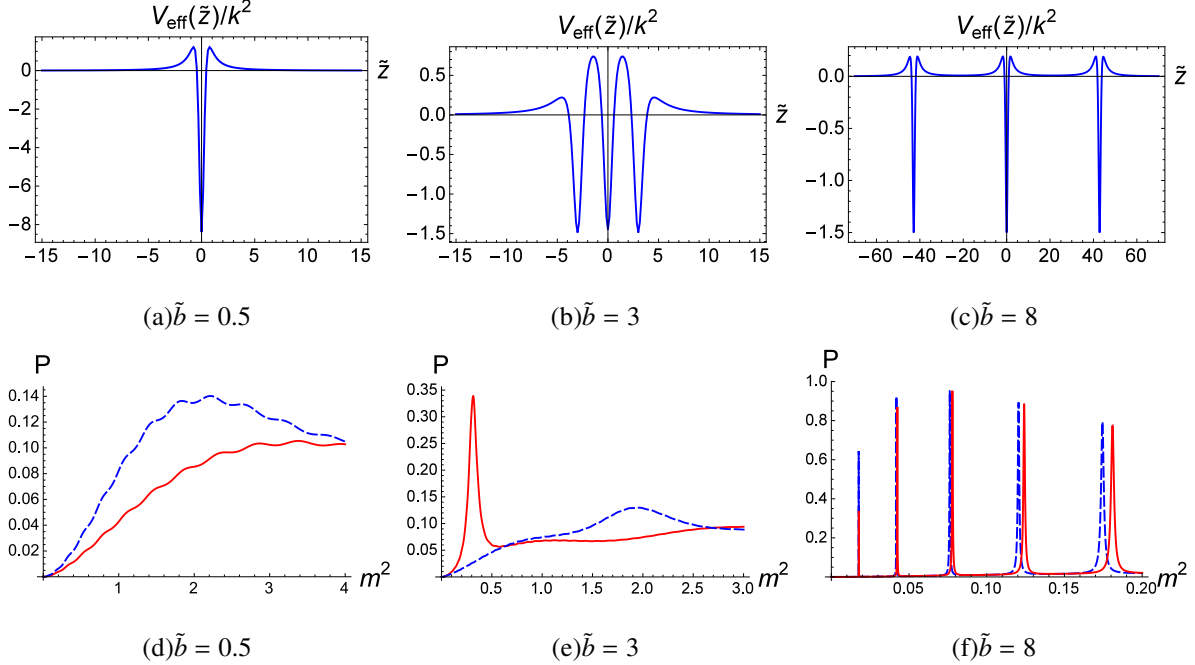 V_eff(z̃)/k² V_eff(z̃)/k² V_eff(z̃)/k²
0 z̃ 0.5 z̃ 0.0 z̃
−2 0.0 −0.5
−4 −0.5 −1.0
−6 −1.0 −1.5
−8 −1.5
−15 −10 −5 0 5 10 15 −15 −10 −5 0 5 10 15 −60 −40 −20 0 20 40 60
(a)b̃ = 0.5 (b)b̃ = 3 (c)b̃ = 8
P P P
0.14 0.35 1.0
0.12 0.30 0.8
0.10 0.25 0.6
0.08 0.20 0.4
0.06 0.15 0.2
0.04 0.10
0.02 0.05
1 2 3 4 m² 0.5 1.0 1.5 2.0 2.5 3.0 m² 0.05 0.10 0.15 0.20 m²
(d)b̃ = 0.5 (e)b̃ = 3 (f)b̃ = 8